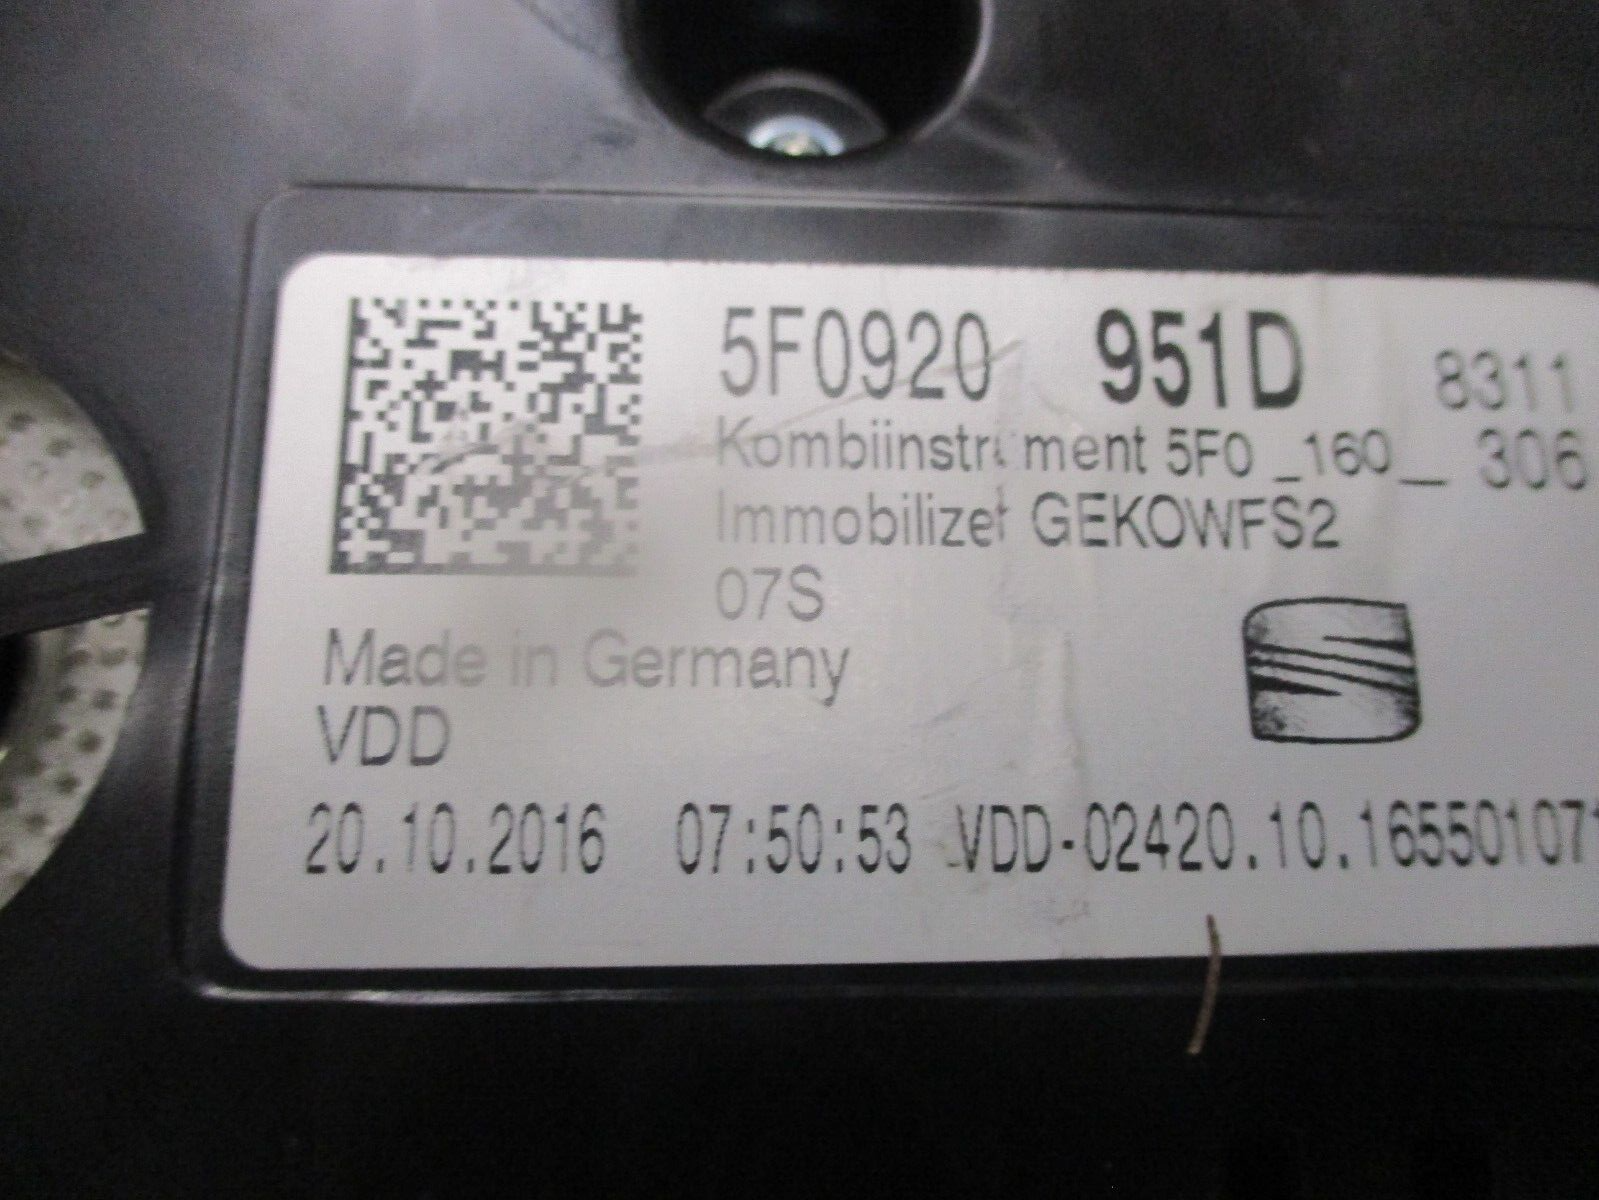 5F0920 951D 8311
Kombiinstrument 5F0 _160_ 306
Immobilizer GEKOWFS2
07S
Made in Germany
VDD
20.10.2016 07:50:53 VDD-02420.10.165501071